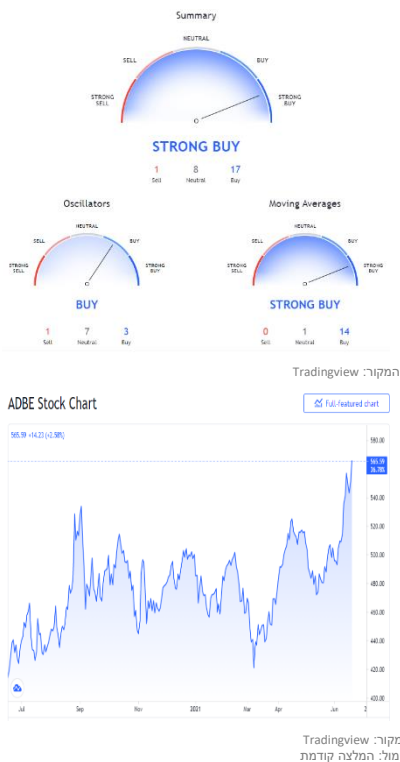 Summary
NEUTRAL
SELL BUY
STRONG SELL STRONG BUY
STRONG BUY
1 8 17
Sell Neutral Buy
Oscillators Moving Averages
NEUTRAL NEUTRAL
SELL BUY SELL BUY
STRONG SELL STRONG BUY STRONG SELL STRONG BUY
BUY STRONG BUY
1 7 3 0 1 14
Sell Neutral Buy Sell Neutral Buy
המקור: Tradingview
ADBE Stock Chart Full-featured chart
565.59 +14.23 (+2.58%)
580.00
565.59
36.78%
540.00
520.00
500.00
480.00
460.00
440.00
420.00
400.00
Jul Sep Nov 2021 Mar Apr Jun
מקור: Tradingview
מול: המלצה קודמת